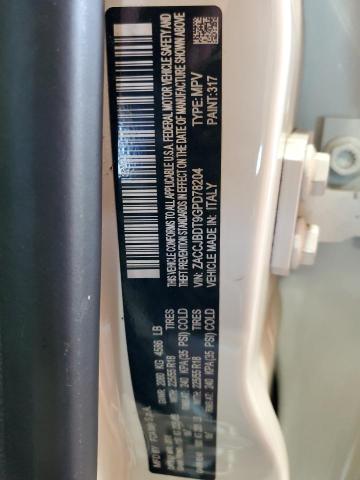 THIS VEHICLE CONFORMS TO ALL APPLICABLE U.S.A. FEDERAL MOTOR VEHICLE SAFETY AND
THEFT PREVENTION STANDARDS IN EFFECT ON THE DATE OF MANUFACTURE SHOWN ABOVE
VIN: ZACCJBDT9GPD78204
TYPE: MPV
VEHICLE MADE IN: ITALY
PAINT: 317
GVWR: 2080 KG 4586 LB
TIRES
225/55 R18
240 KPA(35 PSI) COLD
TIRES
225/55 R18
240 KPA(35 PSI) COLD